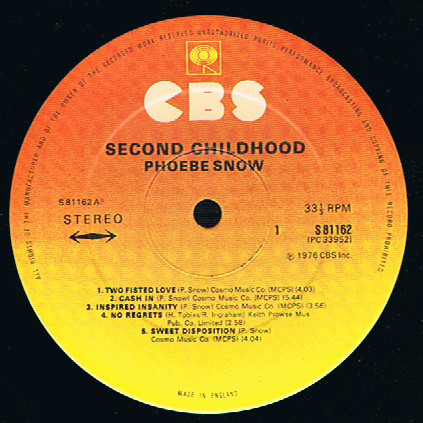 ALL RIGHTS OF THE MANUFACTURER AND OF THE OWNER OF THE RECORDED WORK RESERVED UNAUTHORIZED PUBLIC PERFORMANCE BROADCASTING AND COPYING OF THIS RECORD PROHIBITED
CBS
SECOND CHILDHOOD
PHOEBE SNOW
S 81162 A
STEREO
33⅓ RPM
1 S 81162
(PC 33952)
℗ 1976 CBS Inc.
1. TWO FISTED LOVE (P. Snow) Cosmo Music Co. (MCPS) (4.03)
2. CASH IN (P. Snow) Cosmo Music Co. (MCPS) (5.44)
3. INSPIRED INSANITY (P. Snow) Cosmo Music Co. (MCPS) (3.56)
4. NO REGRETS (H. Tobias/R. Ingraham) Keith Prowse Mus.
Pub. Co. Limited (2.58)
5. SWEET DISPOSITION (P. Snow)
Cosmo Music Co. (MCPS) (4.04)
MADE IN ENGLAND